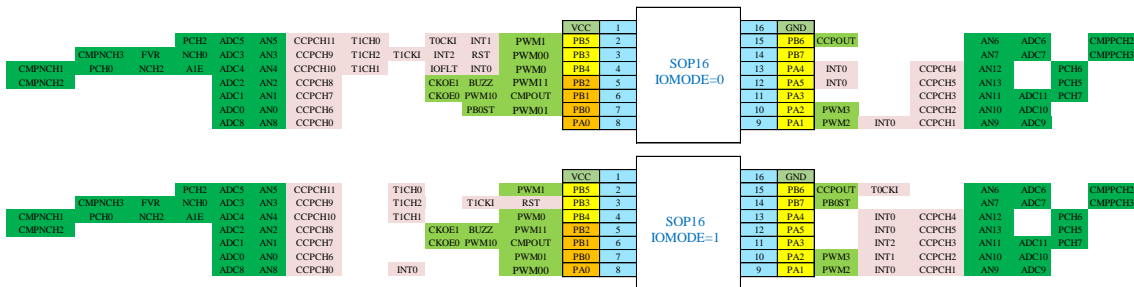 VCC 1 16 GND
PCH2 ADC5 AN5 CCPCH11 T1CH0 T0CKI INT1 PWM1 PB5 2 15 PB6 CCPOUT AN6 ADC6 CMPPCH2
CMPNCH3 FVR NCH0 ADC3 AN3 CCPCH9 T1CH2 T1CKI INT2 RST PWM00 PB3 3 14 PB7 AN7 ADC7 CMPPCH3
CMPNCH1 PCH0 NCH2 A1E ADC4 AN4 CCPCH10 T1CH1 IOFLT INT0 PWM0 PB4 4 13 PA4 INT0 CCPCH4 AN12 PCH6
CMPNCH2 ADC2 AN2 CCPCH8 CKOE1 BUZZ PWM11 PB2 5 12 PA5 INT0 CCPCH5 AN13 PCH5
ADC1 AN1 CCPCH7 CKOE0 PWM10 CMPOUT PB1 6 11 PA3 CCPCH3 AN11 ADC11 PCH7
ADC0 AN0 CCPCH6 PB0ST PWM01 PB0 7 10 PA2 PWM3 CCPCH2 AN10 ADC10
ADC8 AN8 CCPCH0 PA0 8 9 PA1 PWM2 INT0 CCPCH1 AN9 ADC9
SOP16
IOMODE=0
VCC 1 16 GND
PCH2 ADC5 AN5 CCPCH11 T1CH0 PWM1 PB5 2 15 PB6 CCPOUT T0CKI AN6 ADC6 CMPPCH2
CMPNCH3 FVR NCH0 ADC3 AN3 CCPCH9 T1CH2 T1CKI RST PB3 3 14 PB7 PB0ST AN7 ADC7 CMPPCH3
CMPNCH1 PCH0 NCH2 A1E ADC4 AN4 CCPCH10 T1CH1 PWM0 PB4 4 13 PA4 INT0 CCPCH4 AN12 PCH6
CMPNCH2 ADC2 AN2 CCPCH8 CKOE1 BUZZ PWM11 PB2 5 12 PA5 INT0 CCPCH5 AN13 PCH5
ADC1 AN1 CCPCH7 CKOE0 PWM10 CMPOUT PB1 6 11 PA3 INT2 CCPCH3 AN11 ADC11 PCH7
ADC0 AN0 CCPCH6 PWM01 PB0 7 10 PA2 PWM3 INT1 CCPCH2 AN10 ADC10
ADC8 AN8 CCPCH0 INT0 PWM00 PA0 8 9 PA1 PWM2 INT0 CCPCH1 AN9 ADC9
SOP16
IOMODE=1